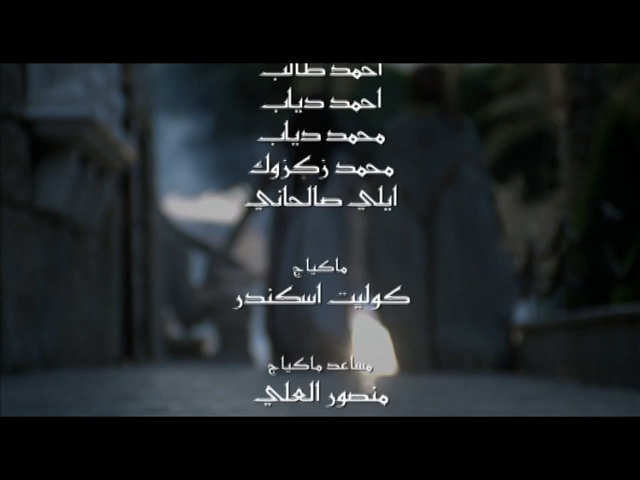 احمد طالب
احمد دياب
محمد دياب
محمد زكزوك
ايلي صالحاني
ماكياج
كوليت اسكندر
مساعد ماكياج
منصور العلي